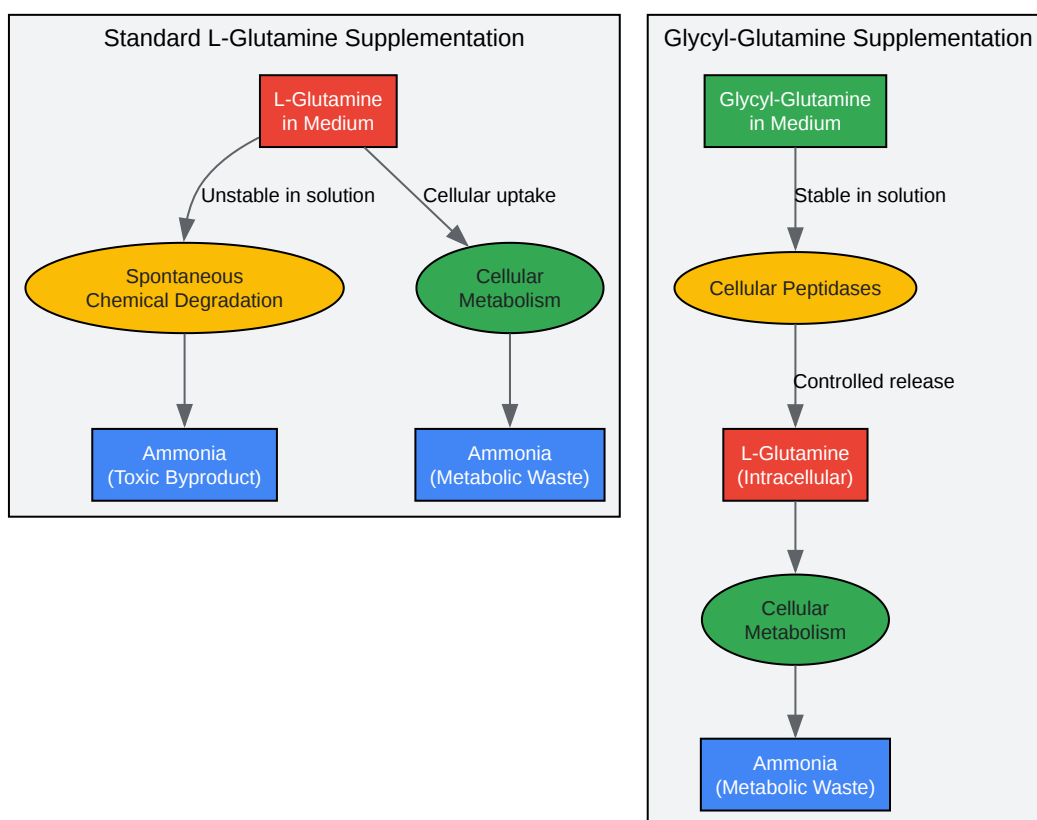 Standard L-Glutamine Supplementation
L-Glutamine
in Medium
Unstable in solution
Cellular uptake
Spontaneous
Chemical Degradation
Cellular
Metabolism
Ammonia
(Toxic Byproduct)
Ammonia
(Metabolic Waste)
Glycyl-Glutamine Supplementation
Glycyl-Glutamine
in Medium
Stable in solution
Cellular Peptidases
Controlled release
L-Glutamine
(Intracellular)
Cellular
Metabolism
Ammonia
(Metabolic Waste)